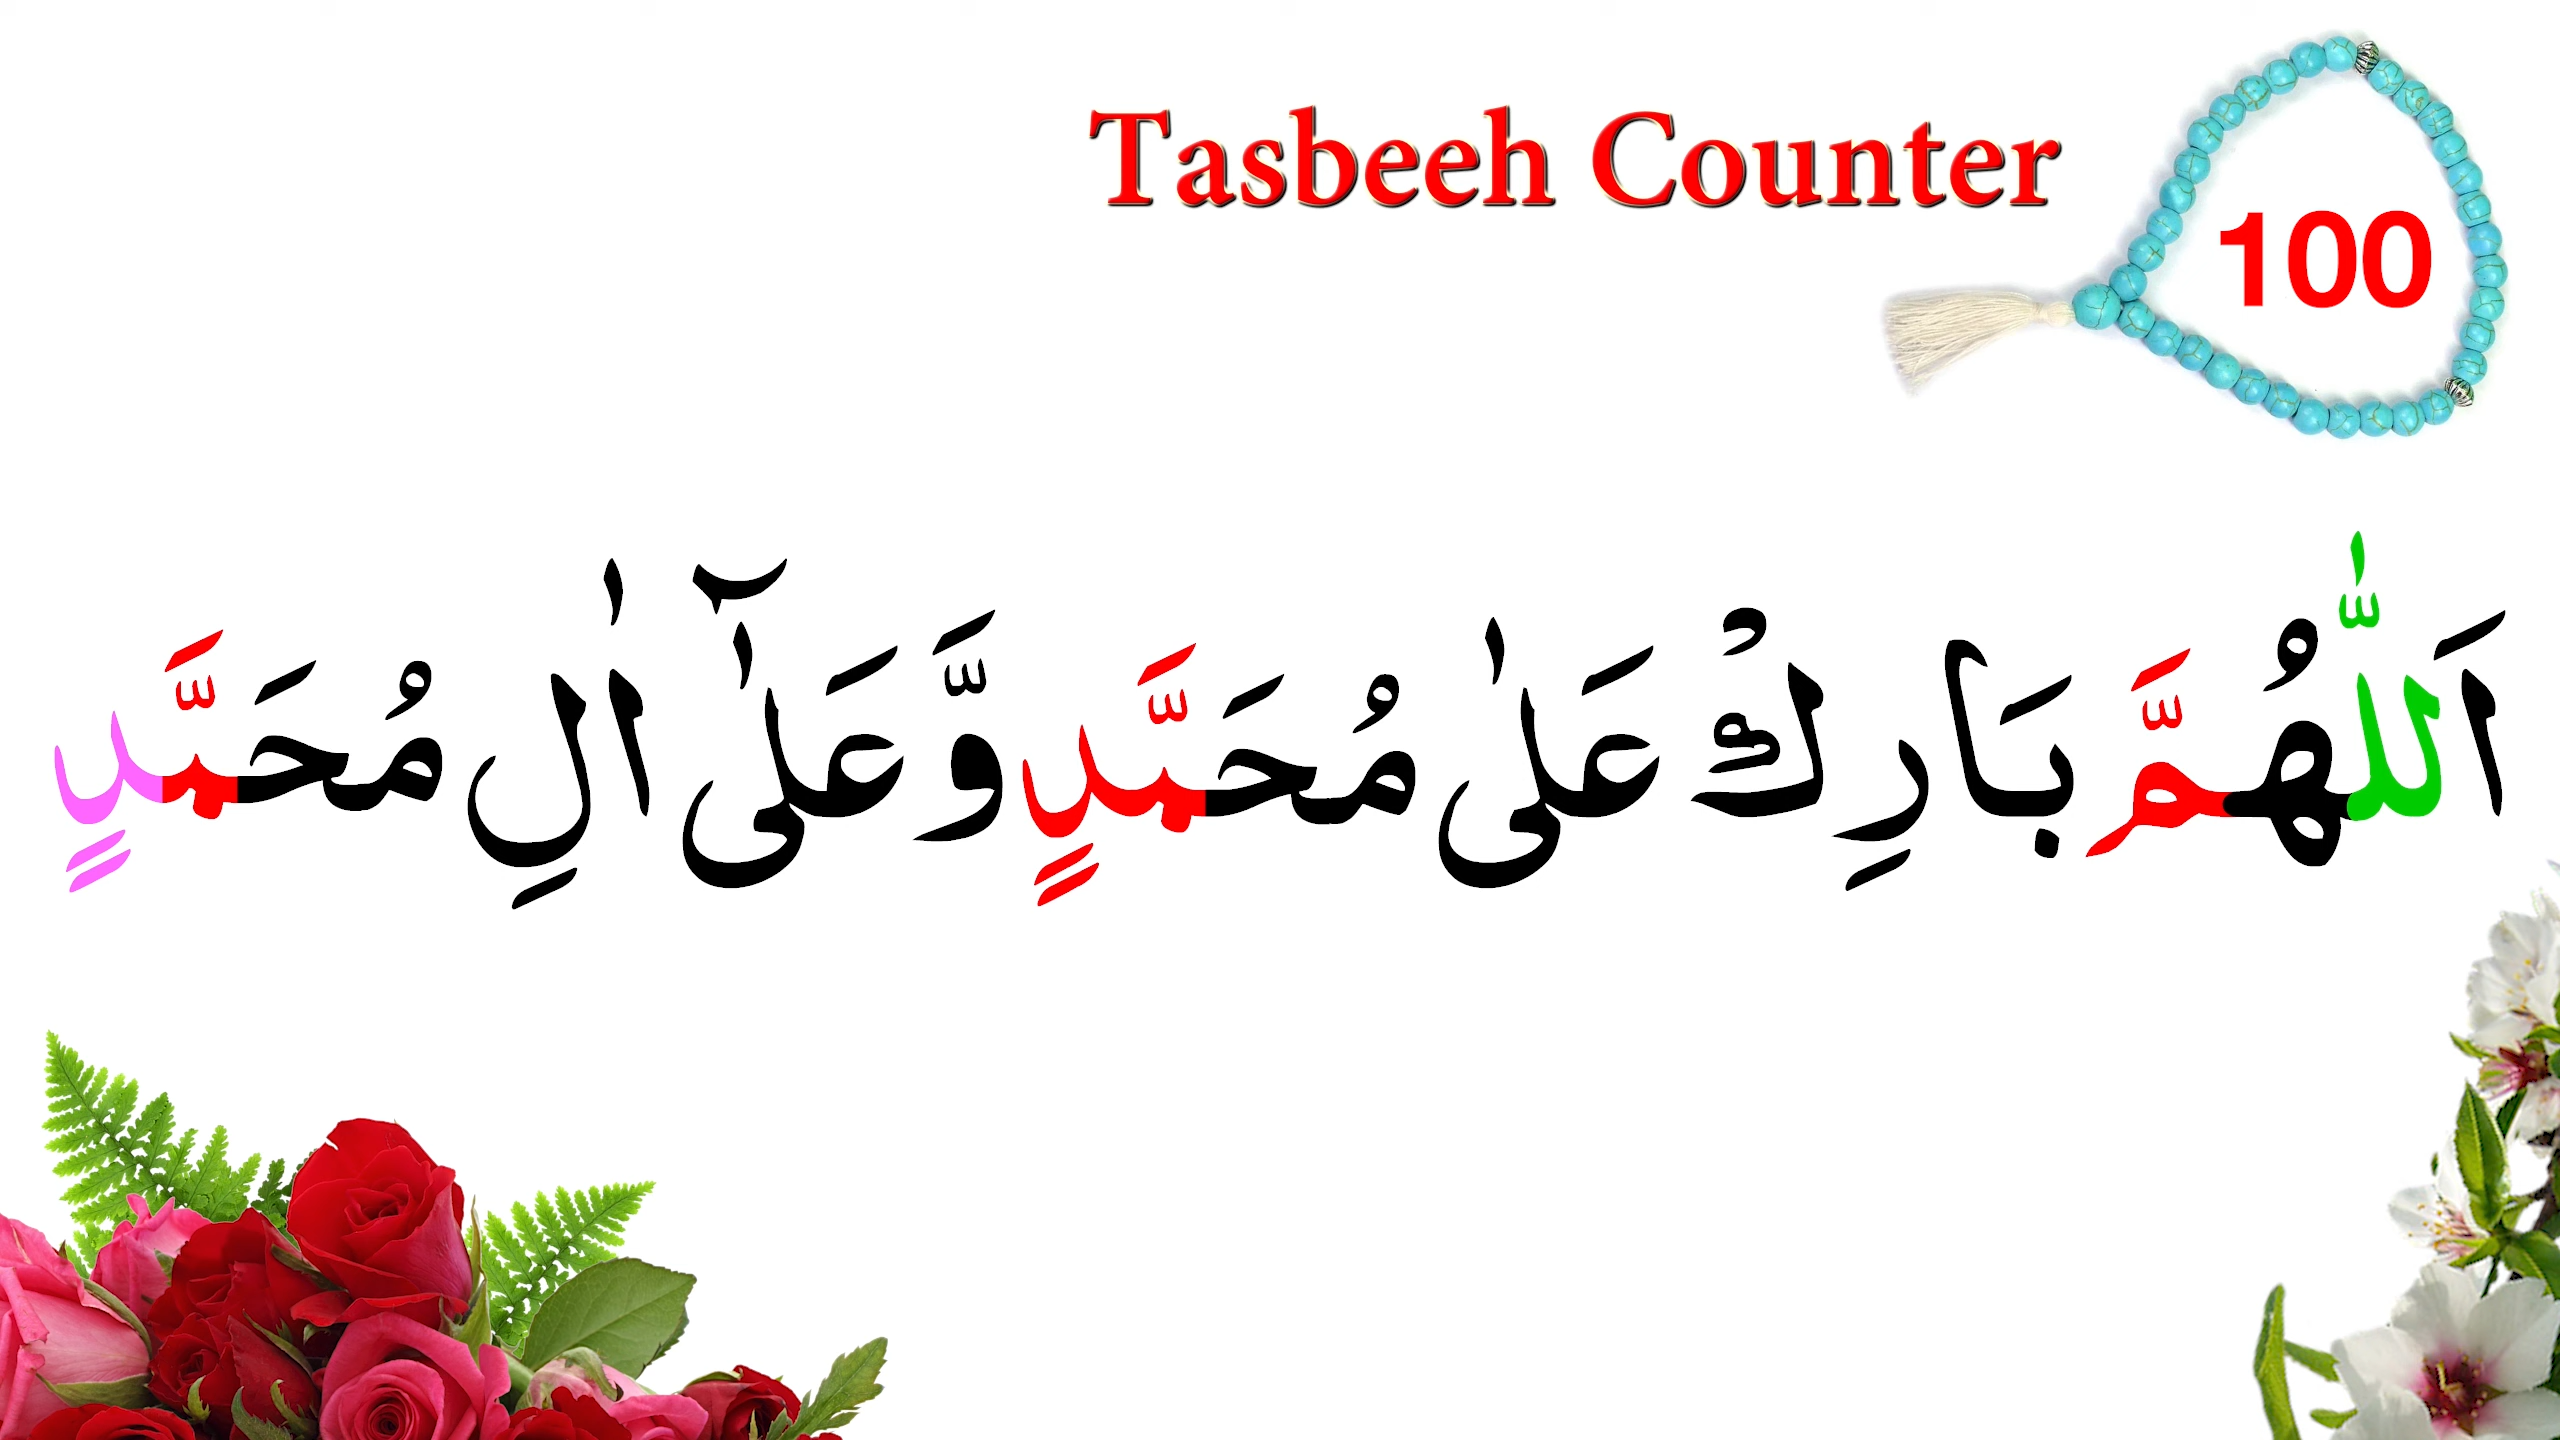 Tasbeeh Counter
100
اَللّٰهُمَّ بَارِكْ عَلٰى مُحَمَّدٍ وَّعَلٰٓى اٰلِ مُحَمَّدٍ